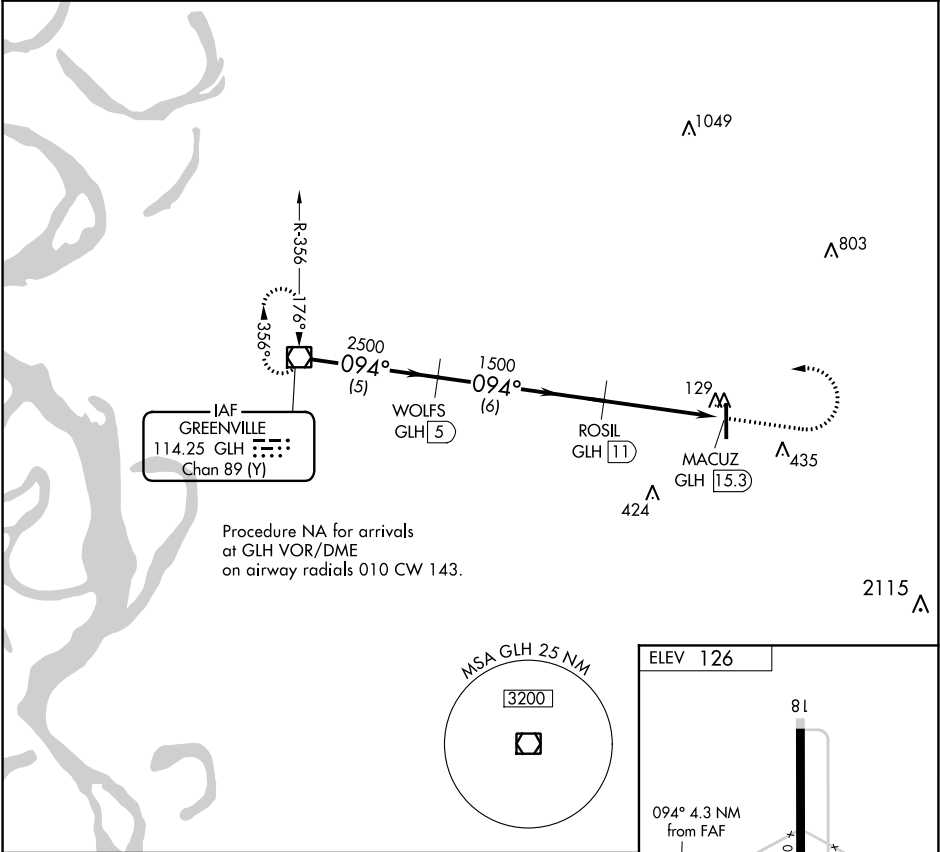 1049
803
R-356
176°
356°
2500
094°
(5)
1500
094°
(6)
WOLFS
GLH 5
ROSIL
GLH 11
129
MACUZ
GLH 15.3
435
424
IAF
GREENVILLE
114.25 GLH
Chan 89 (Y)
Procedure NA for arrivals
at GLH VOR/DME
on airway radials 010 CW 143.
2115
MSA GLH 25 NM
3200
ELEV 126
18
094° 4.3 NM
from FAF